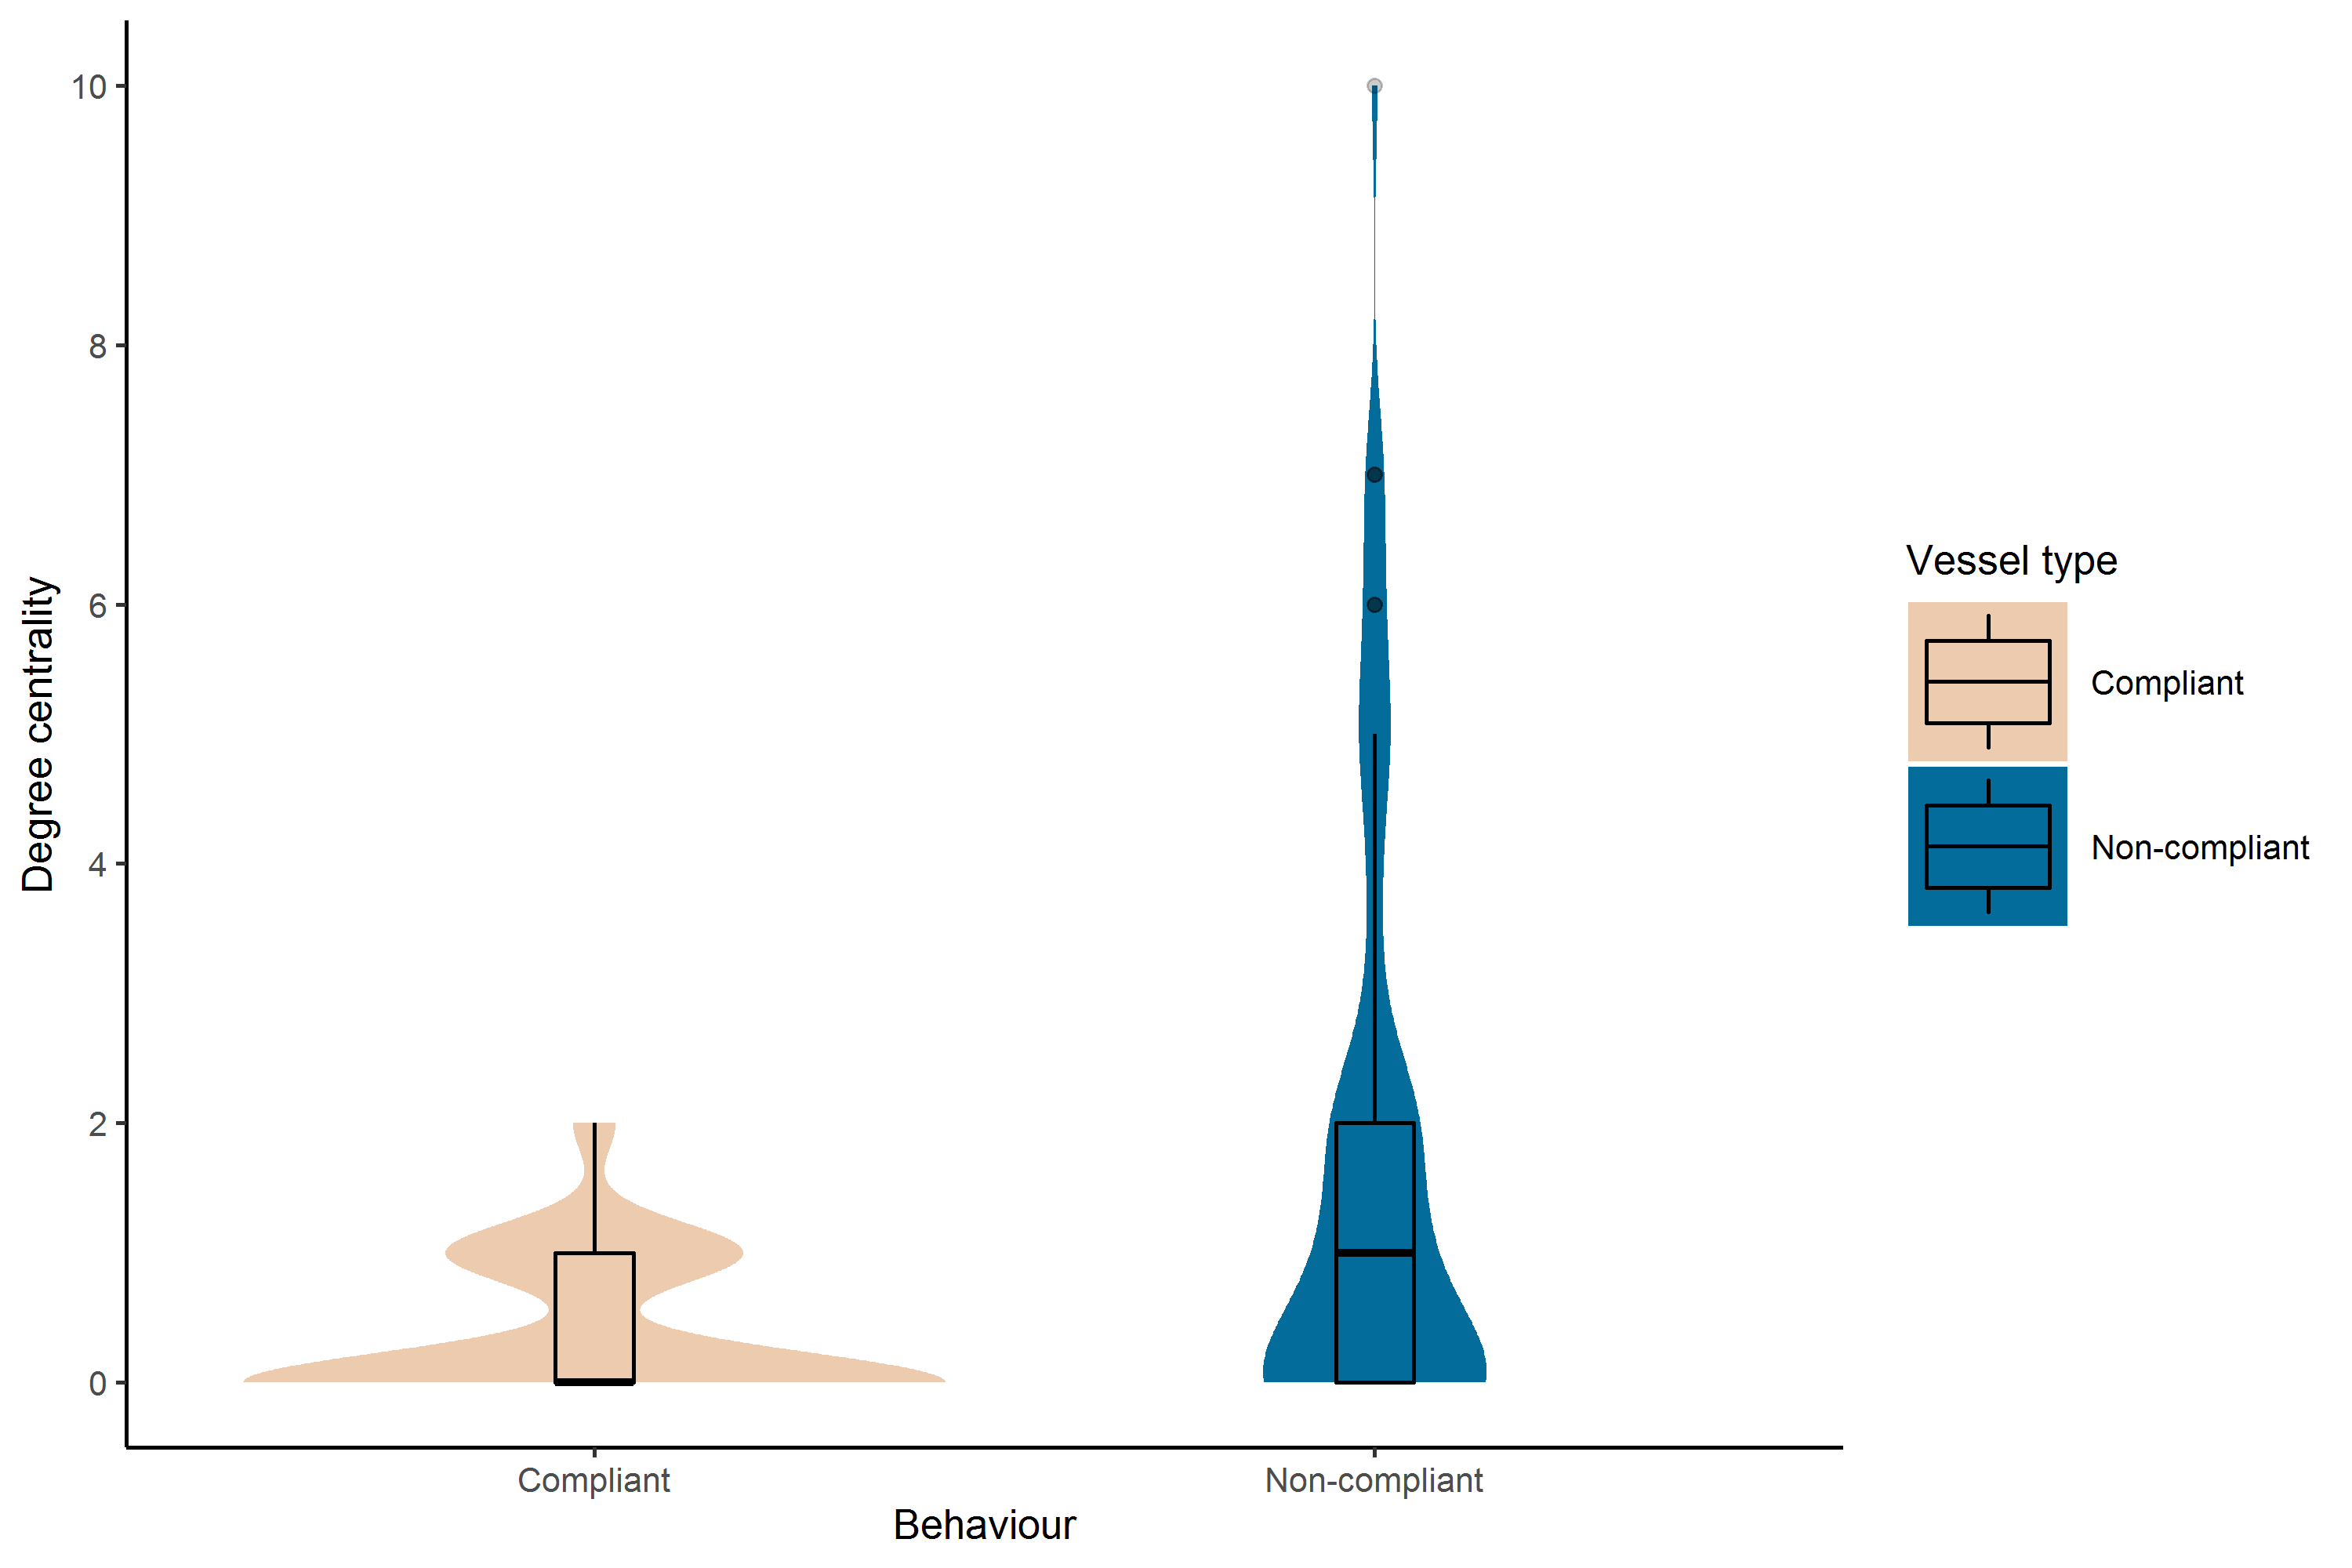 10
8
6
4
2
0
Degree centrality
Compliant
Non-compliant
Behaviour
Vessel type
Compliant
Non-compliant